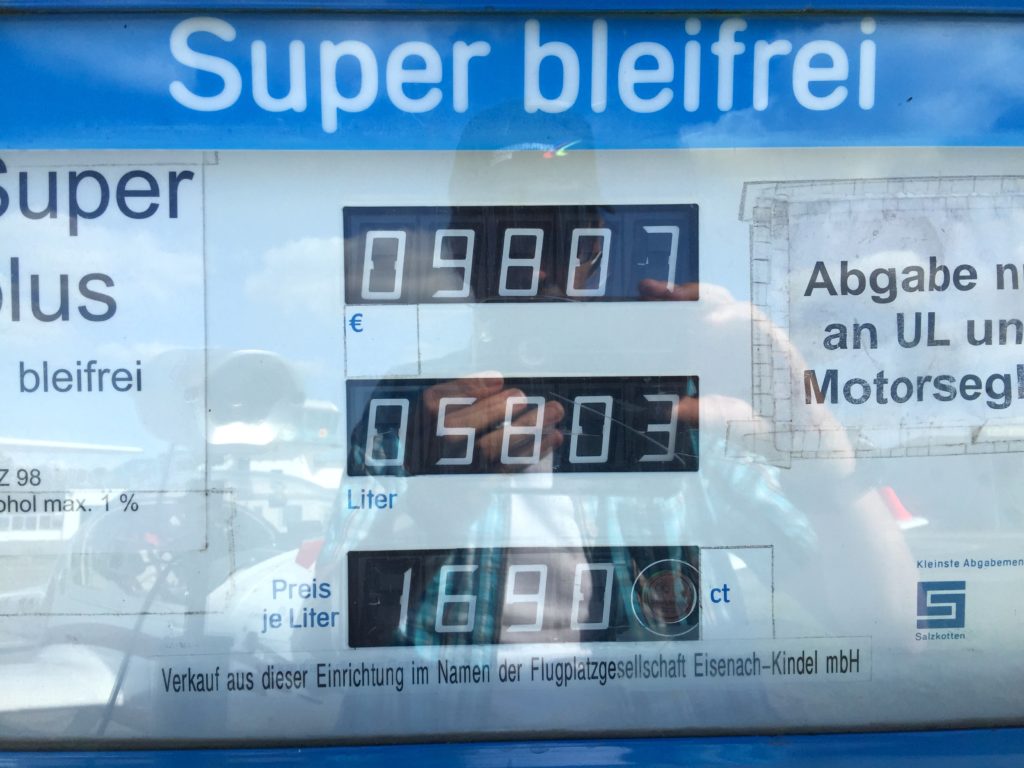 Super bleifrei
Super
plus
bleifrei
Z 98
ohol max. 1 %
09807
€
05803
Liter
Preis
je Liter
1690
ct
Abgabe n
an UL un
Motorseg
Kleinste Abgabemen
S
Salzkotten
Verkauf aus dieser Einrichtung im Namen der Flugplatzgesellschaft Eisenach-Kindel mbH